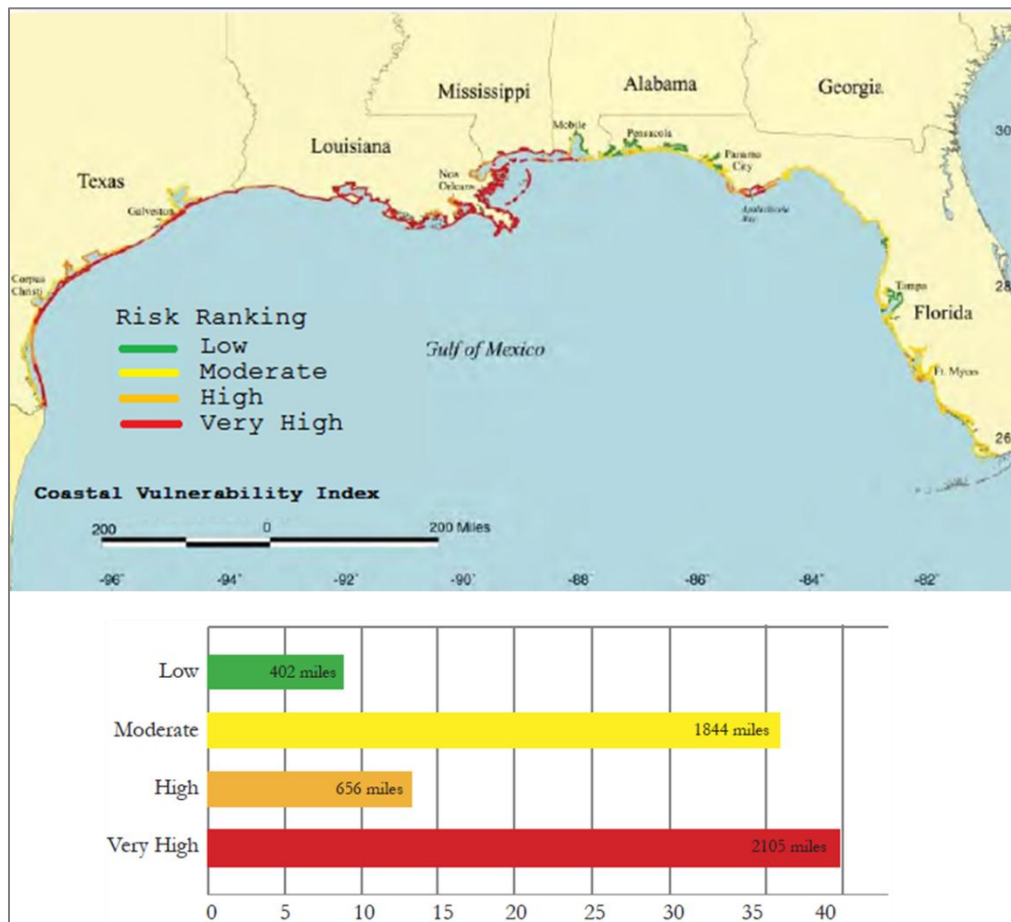 Mississippi
Alabama
Georgia
Louisiana
Mobile
Pensacola
Texas
New
Orleans
Panama
City
30
Galveston
Apalachicola
Bay
Corpus
Christi
28
Tampa
Florida
Risk Ranking
Low
Gulf of Mexico
Moderate
Ft. Myers
High
Very High
26
Coastal Vulnerability Index
200 0 200 Miles
-96° -94° -92° -90° -88° -86° -84° -82°
Low 402 miles
Moderate 1844 miles
High 656 miles
Very High 2105 miles
0 5 10 15 20 25 30 35 40